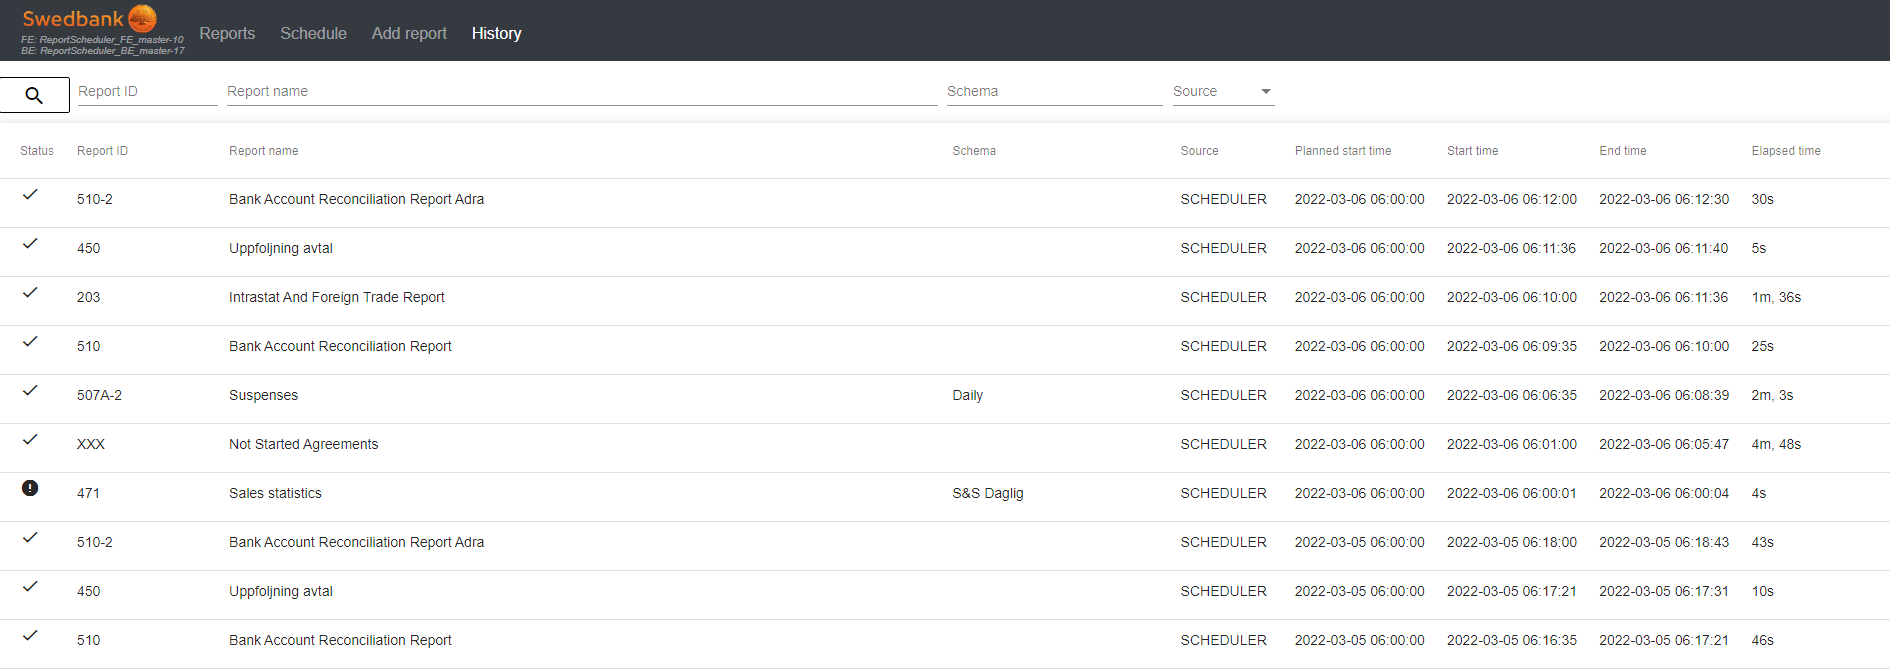 Swedbank
FE: ReportScheduler_FE_master-10
BE: ReportScheduler_BE_master-17
Reports Schedule Add report History
Report ID Report name Schema Source
Status Report ID Report name Schema Source Planned start time Start time End time Elapsed time
510-2 Bank Account Reconciliation Report Adra SCHEDULER 2022-03-06 06:00:00 2022-03-06 06:12:00 2022-03-06 06:12:30 30s
450 Uppfoljning avtal SCHEDULER 2022-03-06 06:00:00 2022-03-06 06:11:36 2022-03-06 06:11:40 5s
203 Intrastat And Foreign Trade Report SCHEDULER 2022-03-06 06:00:00 2022-03-06 06:10:00 2022-03-06 06:11:36 1m, 36s
510 Bank Account Reconciliation Report SCHEDULER 2022-03-06 06:00:00 2022-03-06 06:09:35 2022-03-06 06:10:00 25s
507A-2 Suspenses Daily SCHEDULER 2022-03-06 06:00:00 2022-03-06 06:06:35 2022-03-06 06:08:39 2m, 3s
XXX Not Started Agreements SCHEDULER 2022-03-06 06:00:00 2022-03-06 06:01:00 2022-03-06 06:05:47 4m, 48s
471 Sales statistics S&S Daglig SCHEDULER 2022-03-06 06:00:00 2022-03-06 06:00:01 2022-03-06 06:00:04 4s
510-2 Bank Account Reconciliation Report Adra SCHEDULER 2022-03-05 06:00:00 2022-03-05 06:18:00 2022-03-05 06:18:43 43s
450 Uppfoljning avtal SCHEDULER 2022-03-05 06:00:00 2022-03-05 06:17:21 2022-03-05 06:17:31 10s
510 Bank Account Reconciliation Report SCHEDULER 2022-03-05 06:00:00 2022-03-05 06:16:35 2022-03-05 06:17:21 46s